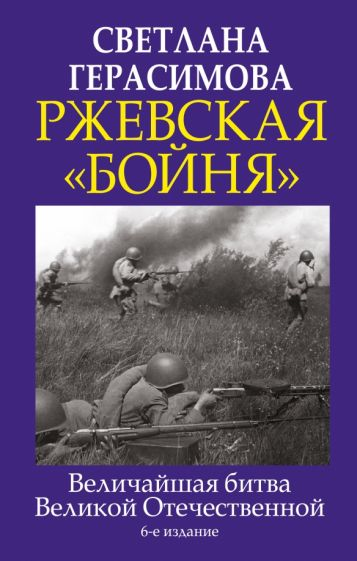 СВЕТЛАНА
ГЕРАСИМОВА
РЖЕВСКАЯ
«БОЙНЯ»
Величайшая битва
Великой Отечественной
6-е издание